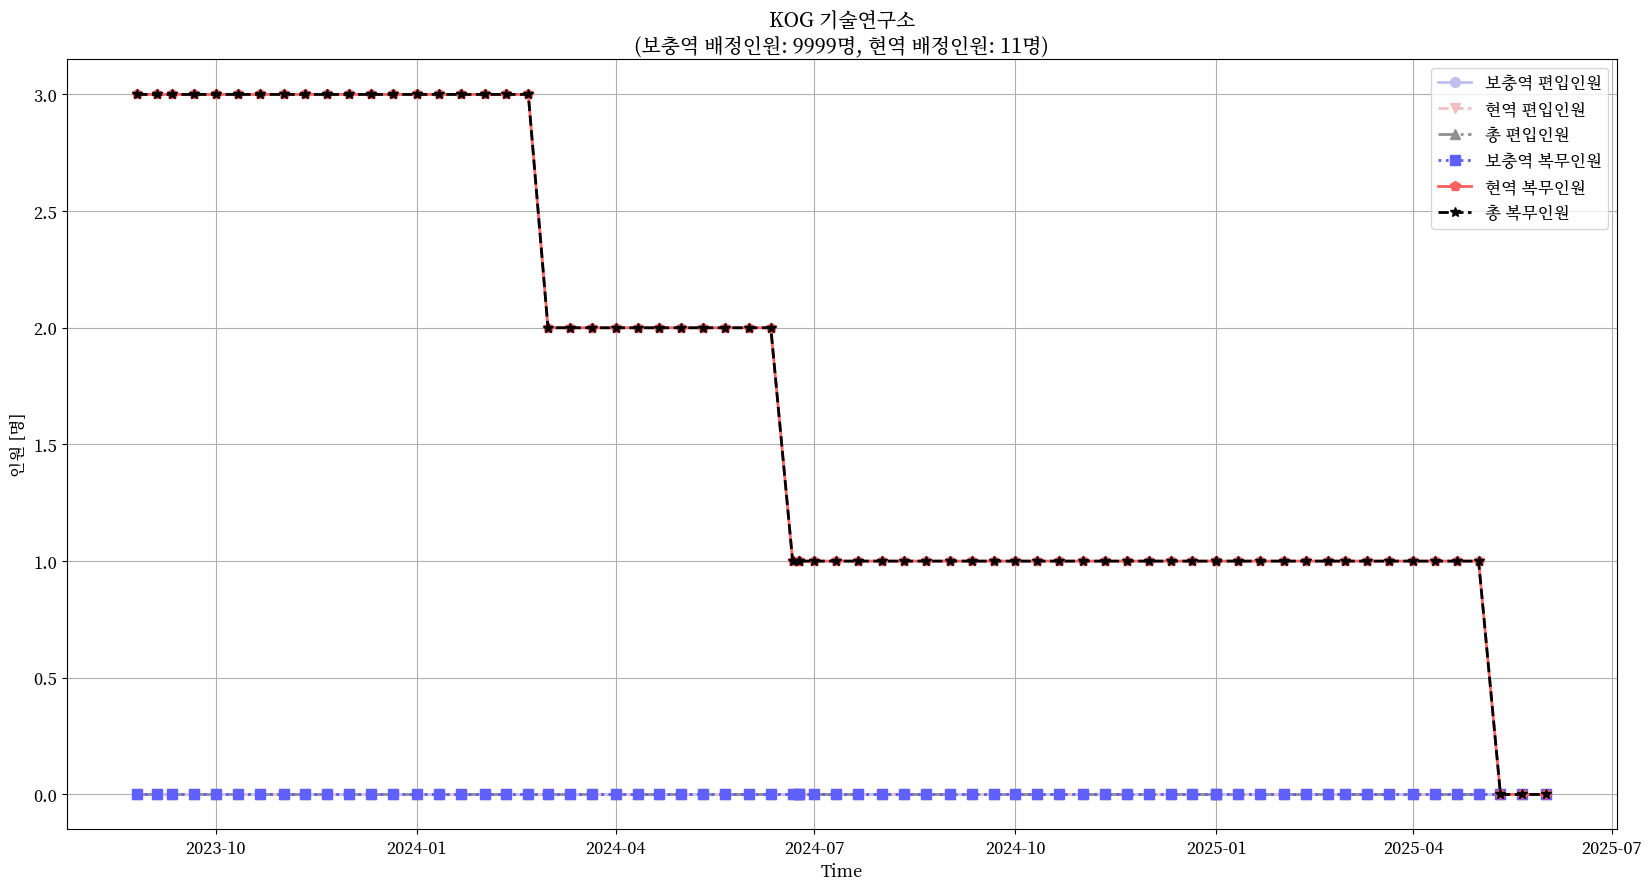 KOG 기술연구소
(보충역 배정인원: 9999명, 현역 배정인원: 11명)
보충역 편입인원
현역 편입인원
총 편입인원
보충역 복무인원
현역 복무인원
총 복무인원
3.0
2.5
2.0
1.5
1.0
0.5
0.0
인원 [명]
2023-10
2024-01
2024-04
2024-07
2024-10
2025-01
2025-04
2025-07
Time